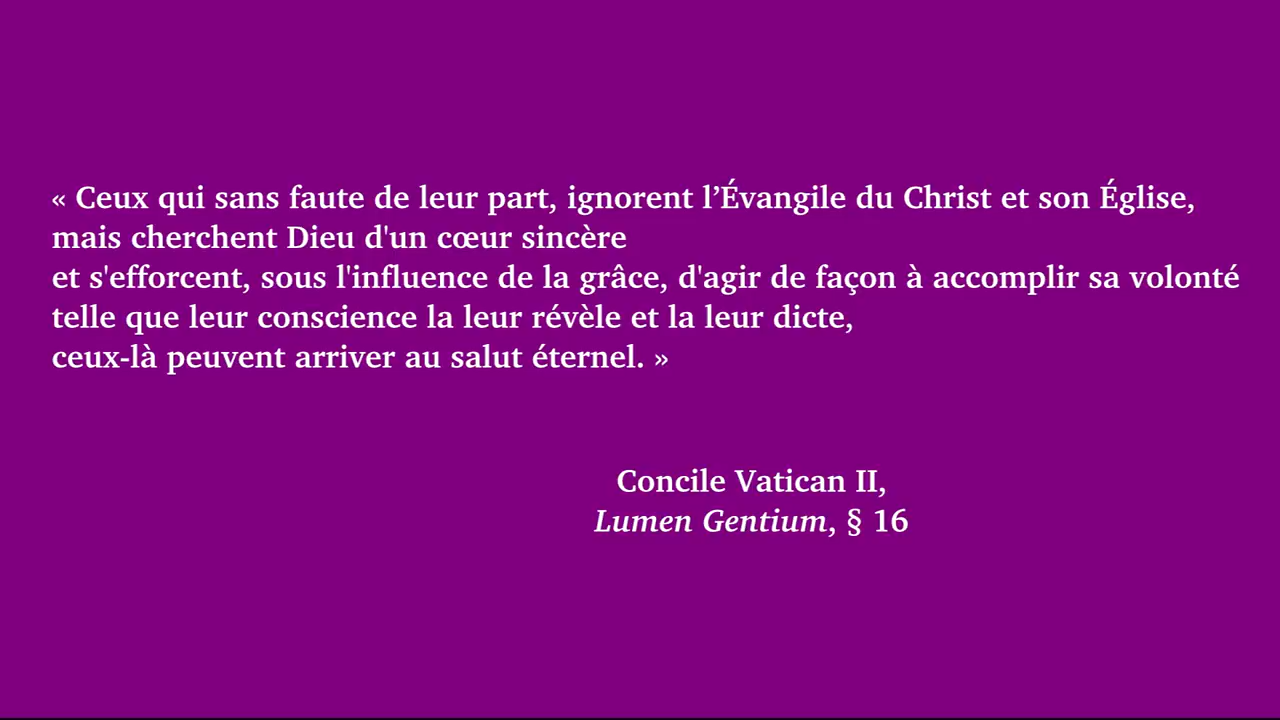 « Ceux qui sans faute de leur part, ignorent l’Évangile du Christ et son Église,
mais cherchent Dieu d'un cœur sincère
et s'efforcent, sous l'influence de la grâce, d'agir de façon à accomplir sa volonté
telle que leur conscience la leur révèle et la leur dicte,
ceux-là peuvent arriver au salut éternel. »
Concile Vatican II,
Lumen Gentium, § 16